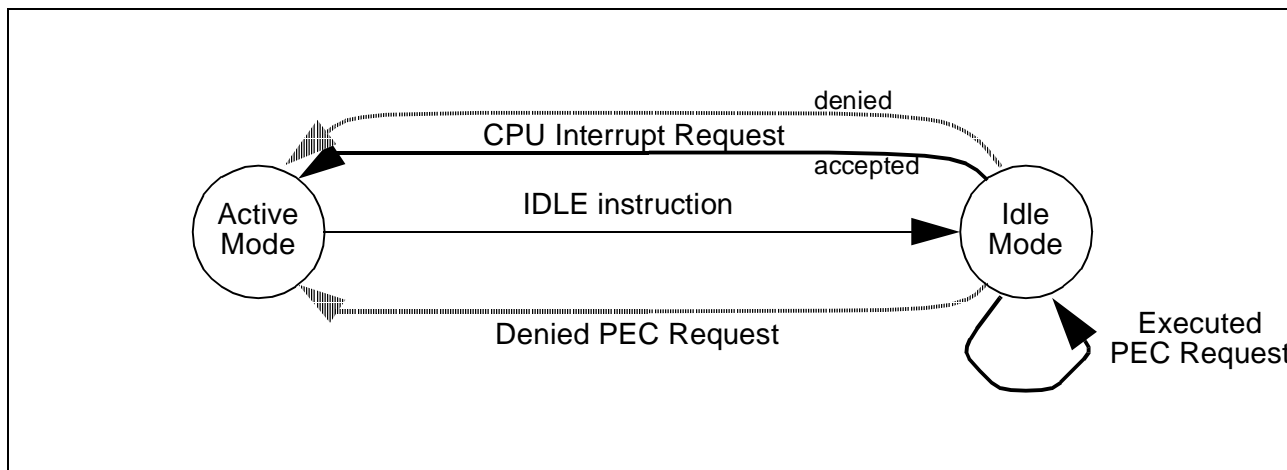 denied
CPU Interrupt Request
accepted
IDLE instruction
Active
Mode
Idle
Mode
Denied PEC Request
Executed
PEC Request